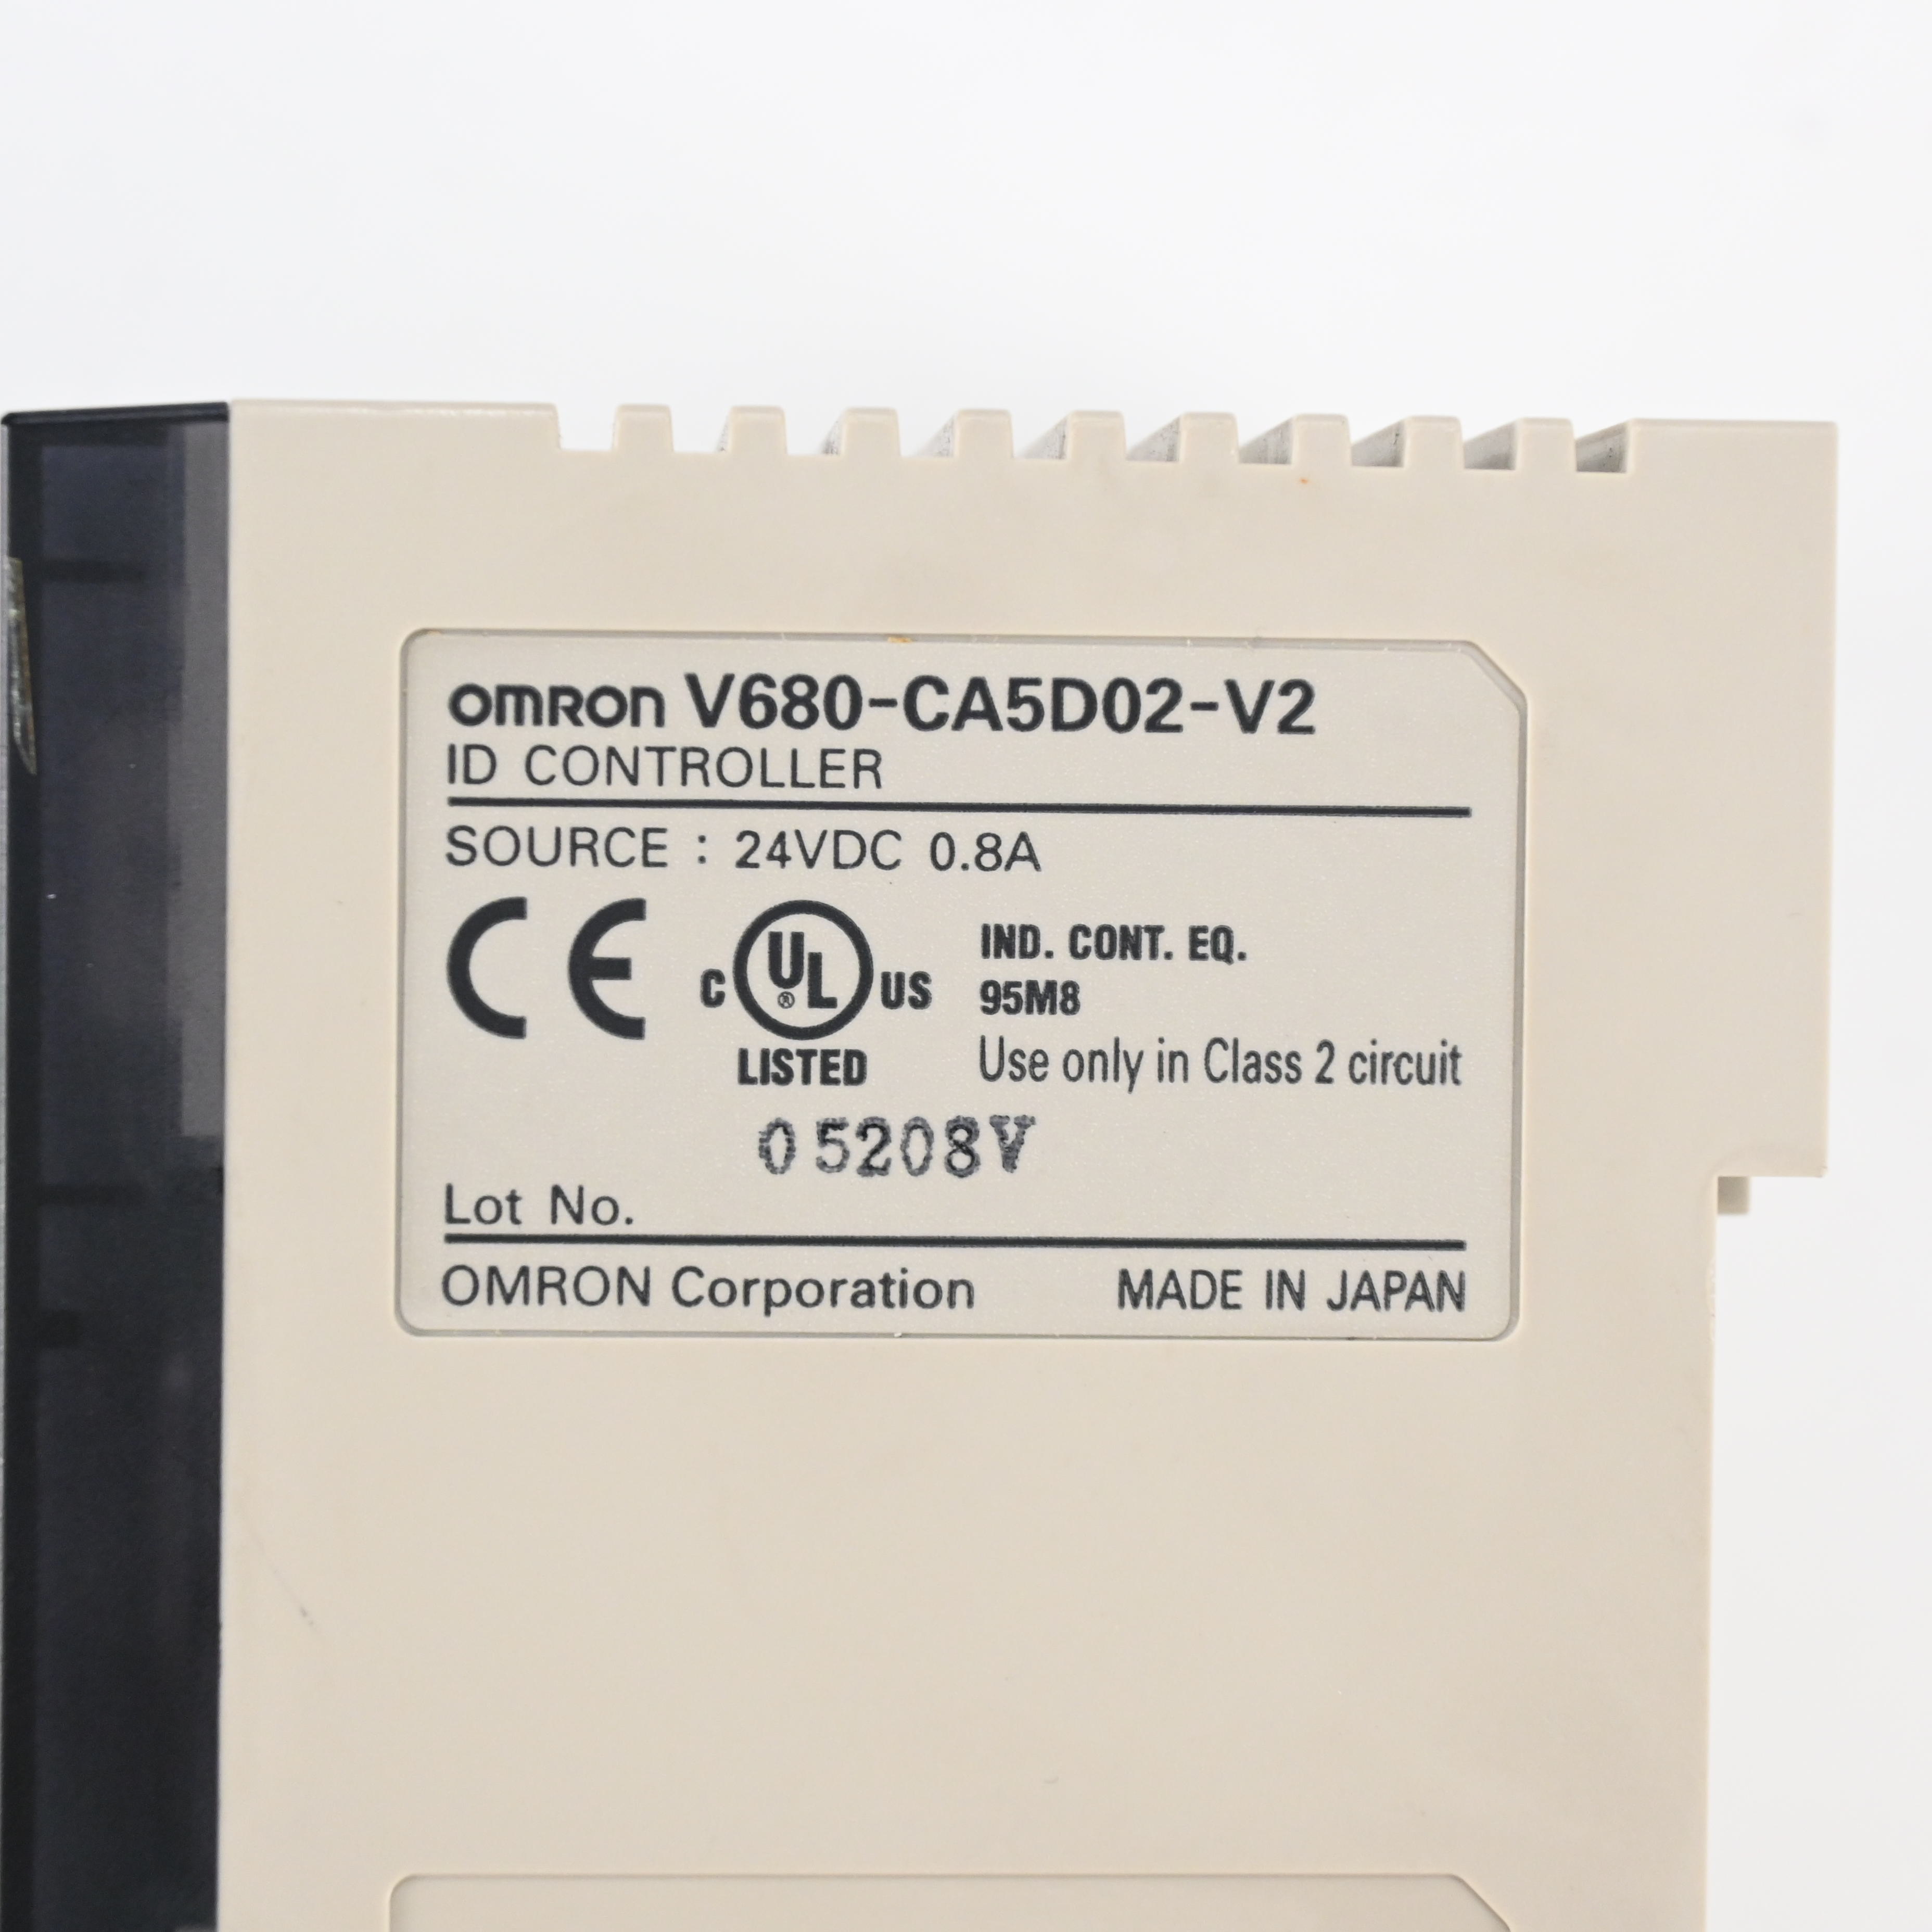 omron V680-CA5D02-V2
ID CONTROLLER
SOURCE : 24VDC 0.8A
CE C UL® US LISTED
IND. CONT. EQ.
95M8
Use only in Class 2 circuit
05208V
Lot No.
OMRON Corporation MADE IN JAPAN